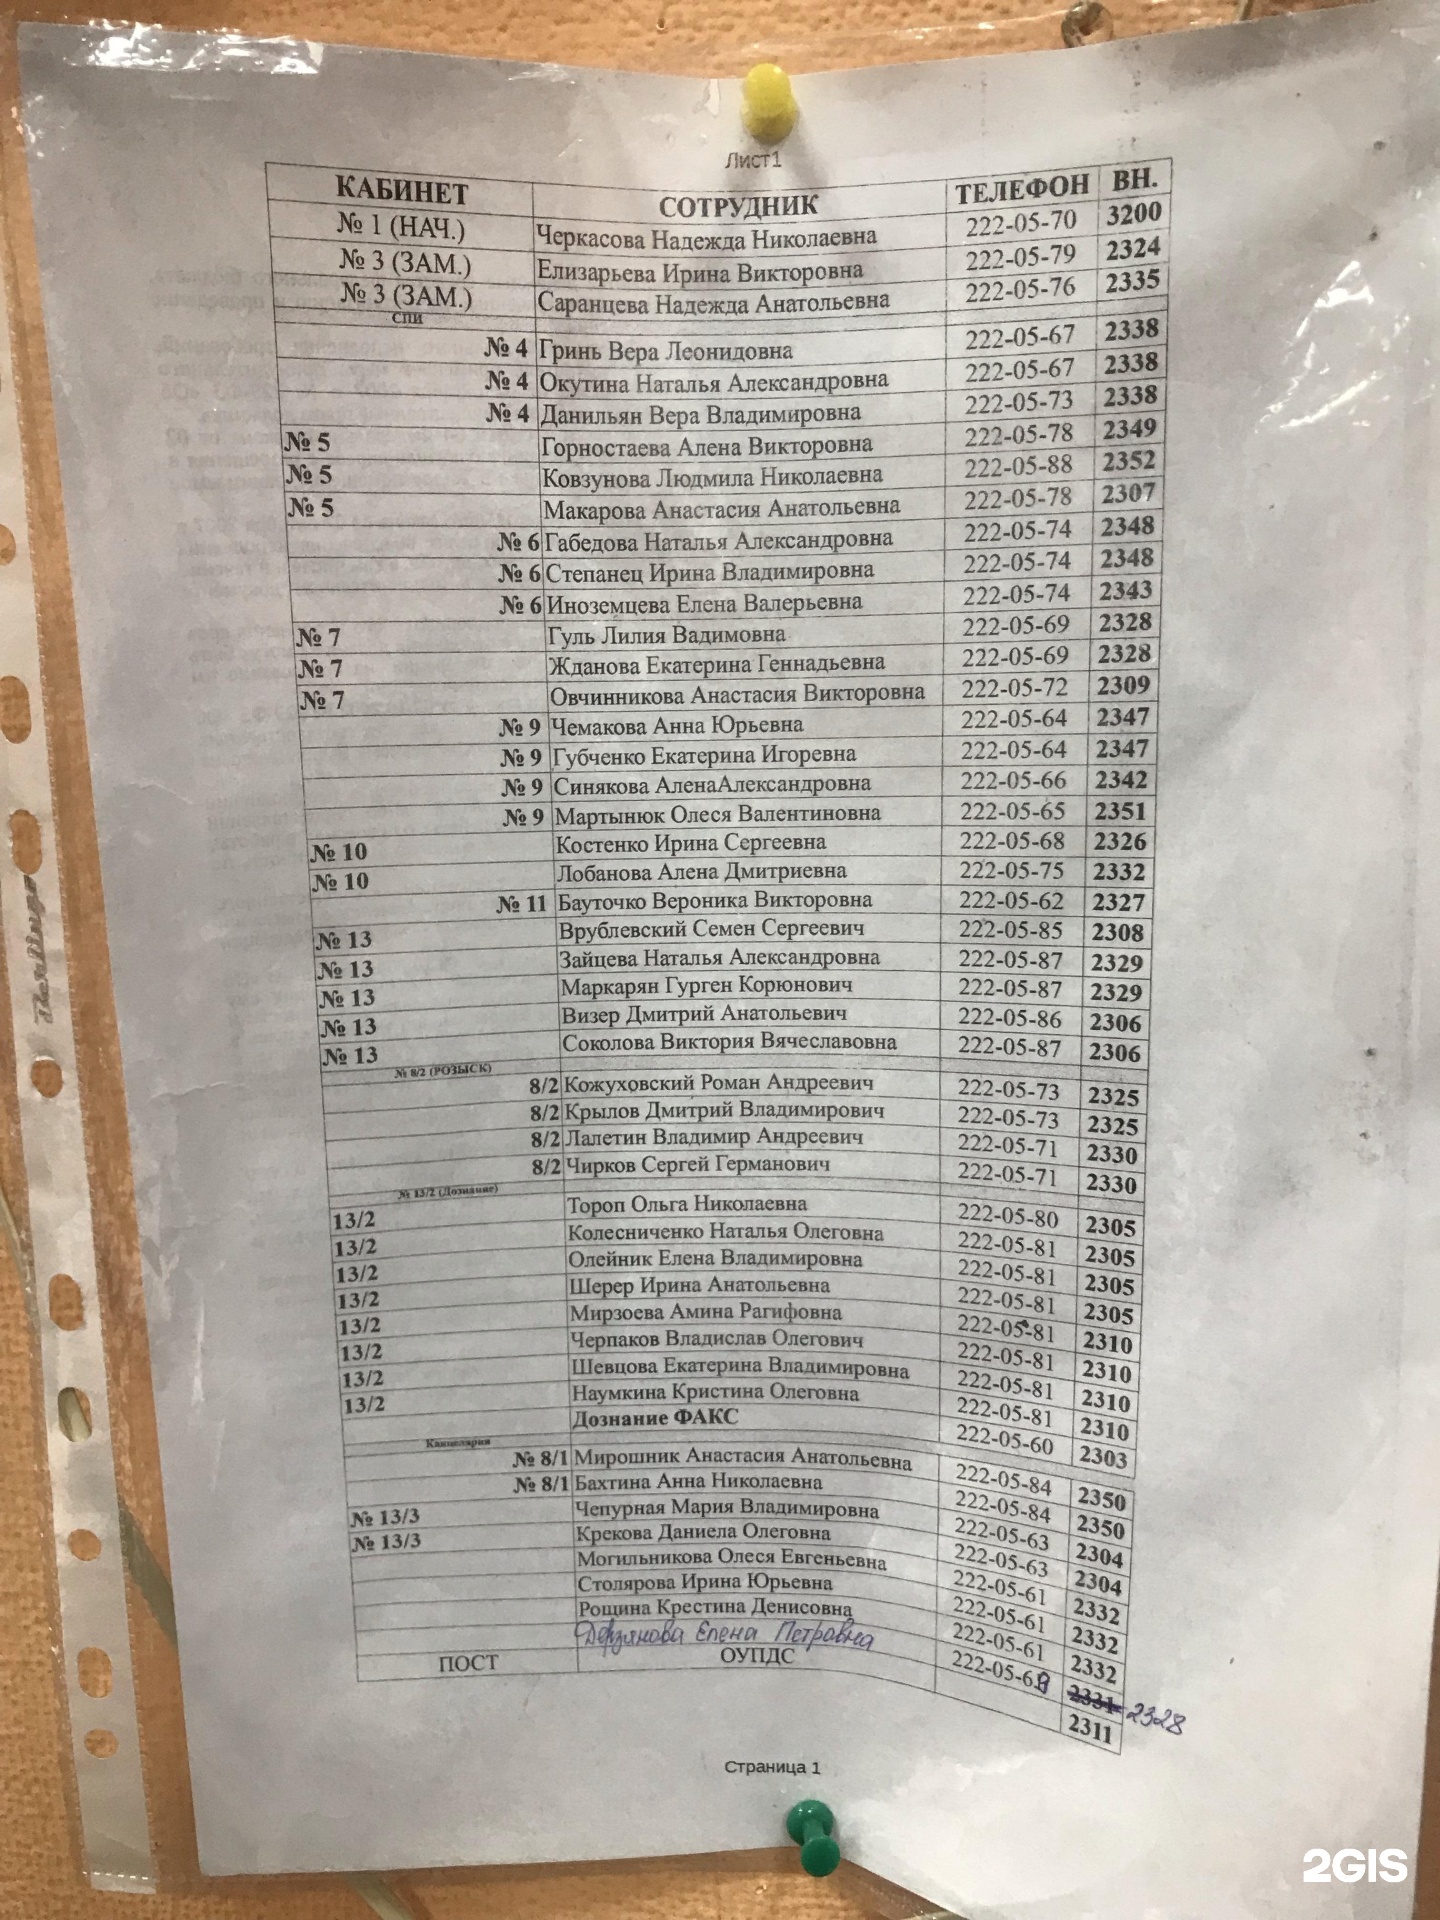 Лист1
КАБИНЕТ СОТРУДНИК ТЕЛЕФОН ВН.
№ 1 (НАЧ.) Черкасова Надежда Николаевна 222-05-70 3200
№ 3 (ЗАМ.) Елизарьева Ирина Викторовна 222-05-79 2324
№ 3 (ЗАМ.) Саранцева Надежда Анатольевна 222-05-76 2335
СПИ
№ 4 Гринь Вера Леонидовна 222-05-67 2338
№ 4 Окутина Наталья Александровна 222-05-67 2338
№ 4 Данильян Вера Владимировна 222-05-73 2338
№ 5 Горностаева Алена Викторовна 222-05-78 2349
№ 5 Ковзунова Людмила Николаевна 222-05-88 2352
№ 5 Макарова Анастасия Анатольевна 222-05-78 2307
№ 6 Габедова Наталья Александровна 222-05-74 2348
№ 6 Степанец Ирина Владимировна 222-05-74 2348
№ 6 Иноземцева Елена Валерьевна 222-05-74 2343
№ 7 Гуль Лилия Вадимовна 222-05-69 2328
№ 7 Жданова Екатерина Геннадьевна 222-05-69 2328
№ 7 Овчинникова Анастасия Викторовна 222-05-72 2309
№ 9 Чемакова Анна Юрьевна 222-05-64 2347
№ 9 Губченко Екатерина Игоревна 222-05-64 2347
№ 9 Синякова АленаАлександровна 222-05-66 2342
№ 9 Мартынюк Олеся Валентиновна 222-05-65 2351
№ 10 Костенко Ирина Сергеевна 222-05-68 2326
№ 10 Лобанова Алена Дмитриевна 222-05-75 2332
№ 11 Бауточко Вероника Викторовна 222-05-62 2327
№ 13 Врублевский Семен Сергеевич 222-05-85 2308
№ 13 Зайцева Наталья Александровна 222-05-87 2329
№ 13 Маркарян Гурген Корюнович 222-05-87 2329
№ 13 Визер Дмитрий Анатольевич 222-05-86 2306
№ 13 Соколова Виктория Вячеславовна 222-05-87 2306
№ 8/2 (РОЗЫСК)
8/2 Кожуховский Роман Андреевич 222-05-73 2325
8/2 Крылов Дмитрий Владимирович 222-05-73 2325
8/2 Лалетин Владимир Андреевич 222-05-71 2330
8/2 Чирков Сергей Германович 222-05-71 2330
№ 13/2 (Дознание)
13/2 Тороп Ольга Николаевна 222-05-80 2305
13/2 Колесниченко Наталья Олеговна 222-05-81 2305
13/2 Олейник Елена Владимировна 222-05-81 2305
13/2 Шерер Ирина Анатольевна 222-05-81 2305
13/2 Мирзоева Амина Рагифовна 222-05-81 2310
13/2 Черпаков Владислав Олегович 222-05-81 2310
13/2 Шевцова Екатерина Владимировна 222-05-81 2310
13/2 Наумкина Кристина Олеговна 222-05-81 2310
Дознание ФАКС 222-05-60 2303
Канцелярия
№ 8/1 Мирошник Анастасия Анатольевна 222-05-84 2350
№ 8/1 Бахтина Анна Николаевна 222-05-84 2350
№ 13/3 Чепурная Мария Владимировна 222-05-63 2304
№ 13/3 Крекова Даниела Олеговна 222-05-63 2304
Могильникова Олеся Евгеньевна 222-05-61 2332
Столярова Ирина Юрьевна 222-05-61 2332
Рощина Крестина Денисовна 222-05-61 2332
Елена Петровна 222-05-69 2331 2328
ПОСТ ОУПДС 2311
Страница 1
2GIS